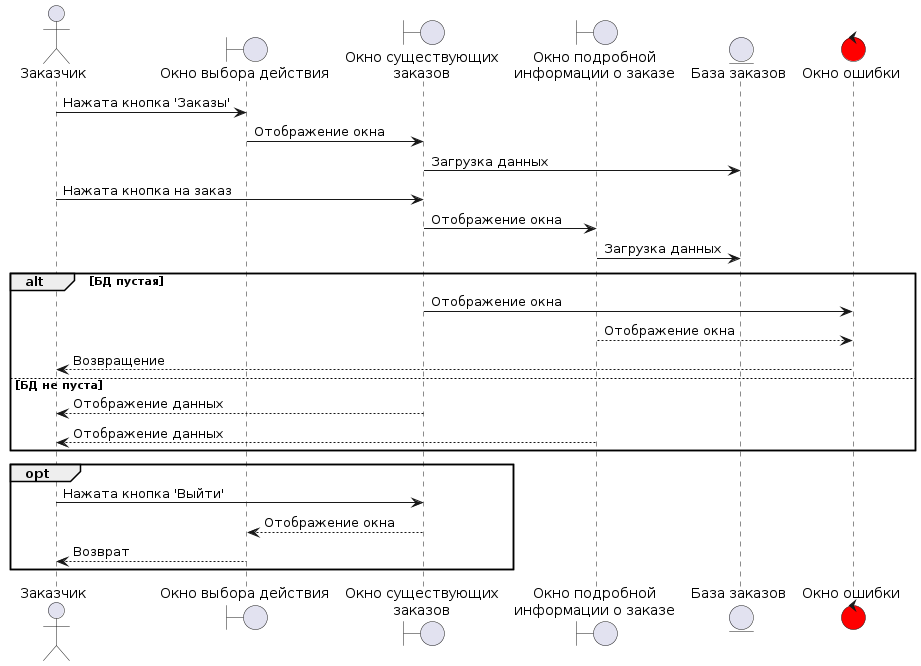 Заказчик
Окно выбора действия
Окно существующих
заказов
Окно подробной
информации о заказе
База заказов
Окно ошибки
Нажата кнопка 'Заказы'
Отображение окна
Загрузка данных
Нажата кнопка на заказ
Отображение окна
Загрузка данных
alt [БД пустая]
Отображение окна
Отображение окна
Возвращение
[БД не пуста]
Отображение данных
Отображение данных
opt
Нажата кнопка 'Выйти'
Отображение окна
Возврат
Заказчик
Окно выбора действия
Окно существующих
заказов
Окно подробной
информации о заказе
База заказов
Окно ошибки